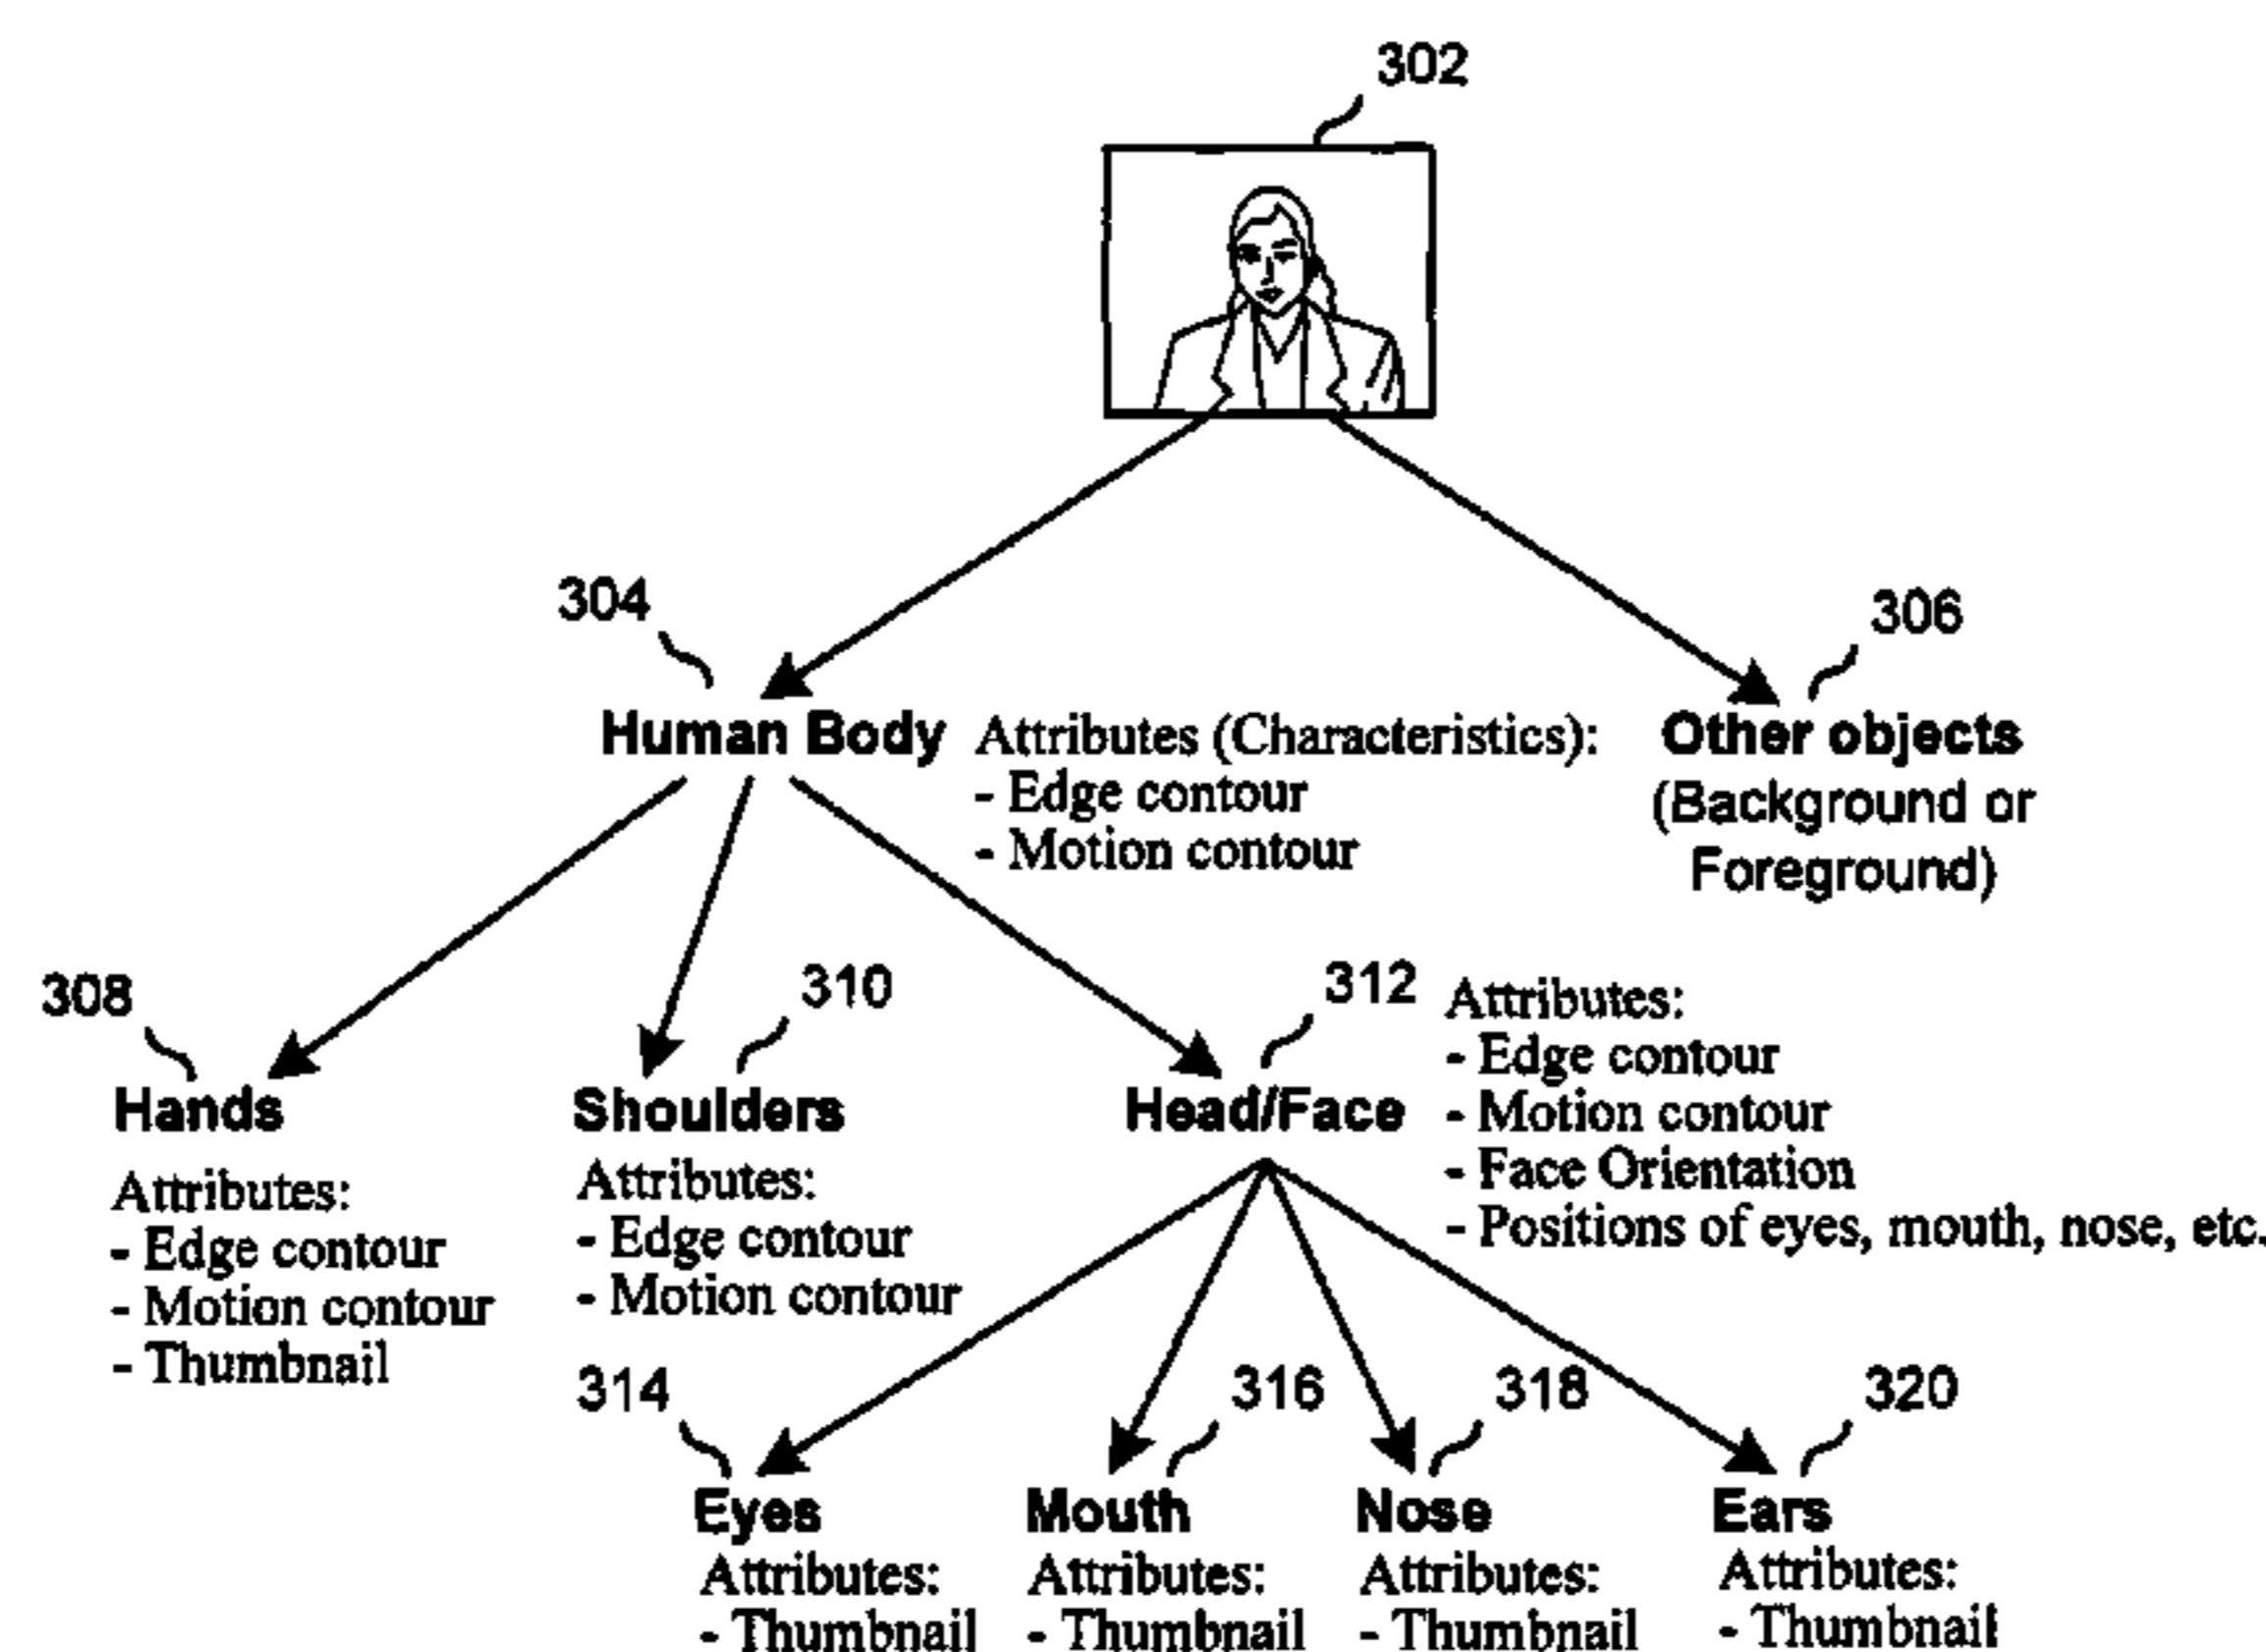 302
304
306
Human Body
Attributes (Characteristics):
- Edge contour
- Motion contour
Other objects
(Background or
Foreground)
308
310
312
Hands
Attributes:
- Edge contour
- Motion contour
- Thumbnail
Shoulders
Attributes:
- Edge contour
- Motion contour
Head/Face
Attributes:
- Edge contour
- Motion contour
- Face Orientation
- Positions of eyes, mouth, nose, etc.
314
316
318
320
Eyes
Attributes:
- Thumbnail
Mouth
Attributes:
- Thumbnail
Nose
Attributes:
- Thumbnail
Ears
Attributes:
- Thumbnail